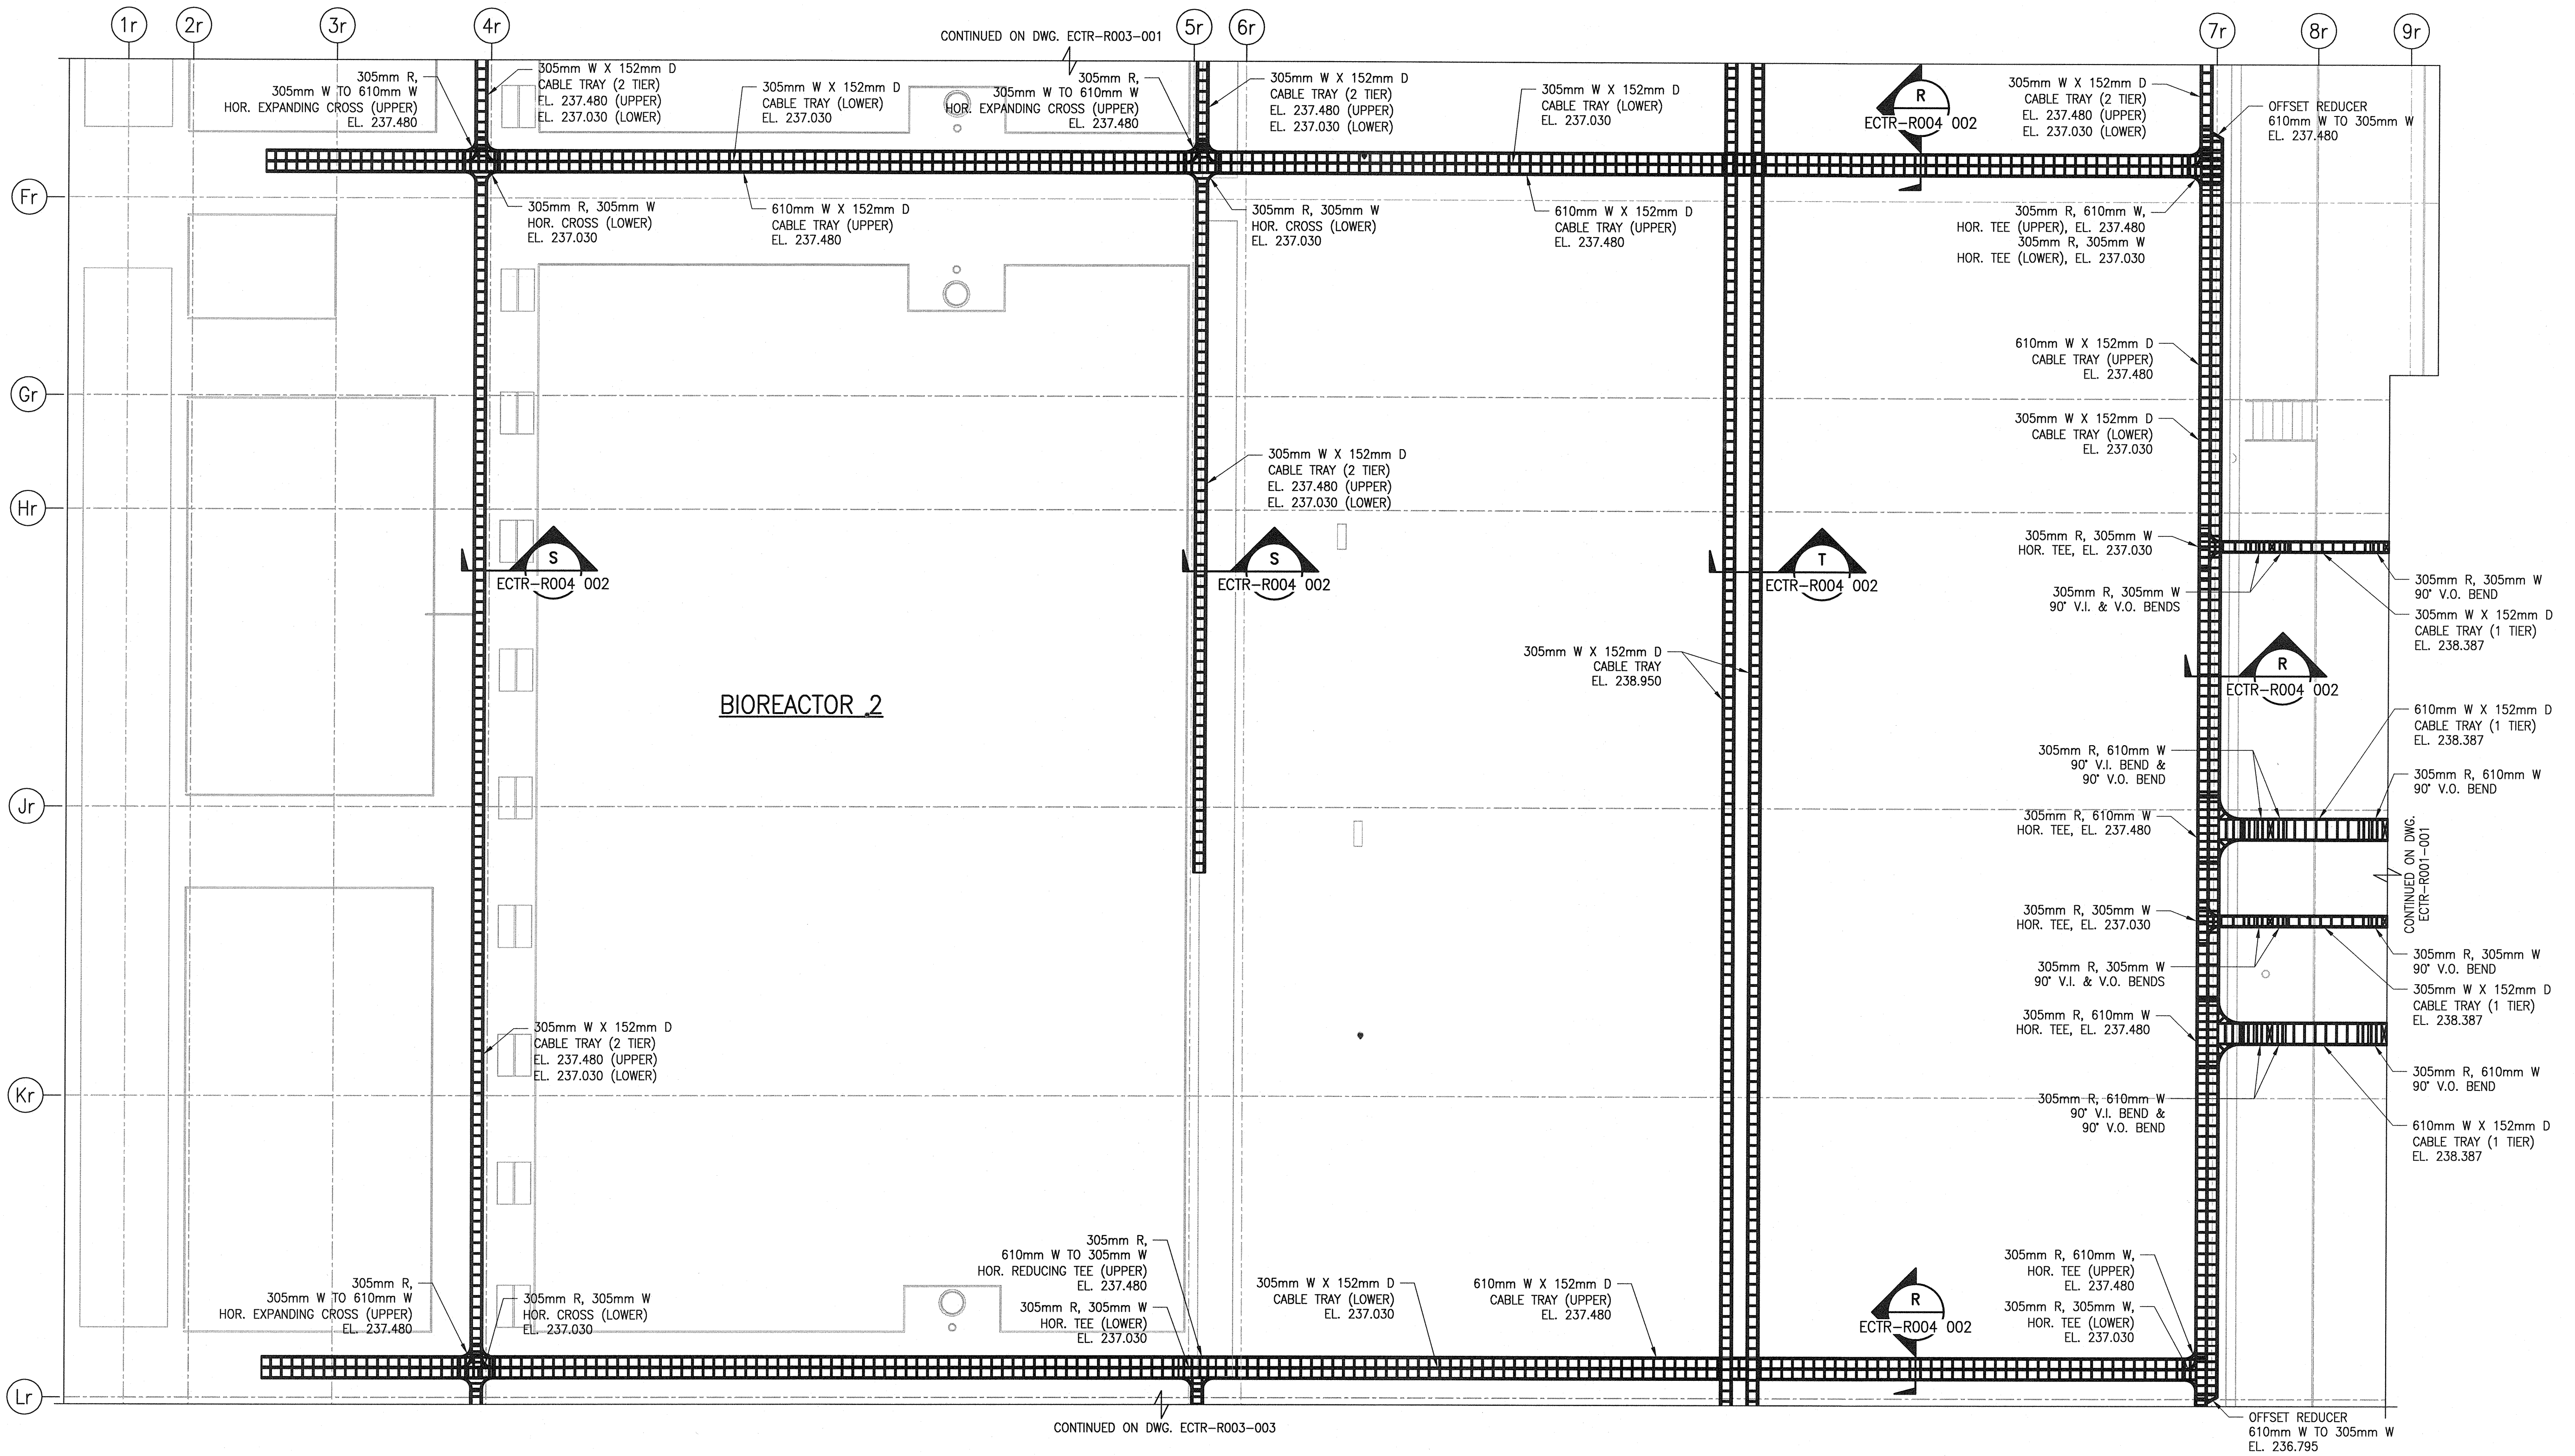 1r
2r
3r
4r
5r
6r
7r
8r
9r
CONTINUED ON DWG. ECTR-R003-001
305mm R,
305mm W TO 610mm W
HOR. EXPANDING CROSS (UPPER)
EL. 237.480
305mm W X 152mm D
CABLE TRAY (2 TIER)
EL. 237.480 (UPPER)
EL. 237.030 (LOWER)
305mm W X 152mm D
CABLE TRAY (LOWER)
EL. 237.030
305mm R,
305mm W TO 610mm W
HOR. EXPANDING CROSS (UPPER)
EL. 237.480
305mm W X 152mm D
CABLE TRAY (2 TIER)
EL. 237.480 (UPPER)
EL. 237.030 (LOWER)
305mm W X 152mm D
CABLE TRAY (LOWER)
EL. 237.030
R
ECTR-R004 002
305mm W X 152mm D
CABLE TRAY (2 TIER)
EL. 237.480 (UPPER)
EL. 237.030 (LOWER)
OFFSET REDUCER
610mm W TO 305mm W
EL. 237.480
Fr
305mm R, 305mm W
HOR. CROSS (LOWER)
EL. 237.030
610mm W X 152mm D
CABLE TRAY (UPPER)
EL. 237.480
305mm R, 305mm W
HOR. CROSS (LOWER)
EL. 237.030
610mm W X 152mm D
CABLE TRAY (UPPER)
EL. 237.480
305mm R, 610mm W,
HOR. TEE (UPPER), EL. 237.480
305mm R, 305mm W
HOR. TEE (LOWER), EL. 237.030
610mm W X 152mm D
CABLE TRAY (UPPER)
EL. 237.480
Gr
305mm W X 152mm D
CABLE TRAY (LOWER)
EL. 237.030
305mm W X 152mm D
CABLE TRAY (2 TIER)
EL. 237.480 (UPPER)
EL. 237.030 (LOWER)
Hr
S
ECTR-R004 002
S
ECTR-R004 002
T
ECTR-R004 002
305mm R, 305mm W
HOR. TEE, EL. 237.030
305mm R, 305mm W
90° V.I. & V.O. BENDS
305mm R, 305mm W
90° V.O. BEND
305mm W X 152mm D
CABLE TRAY (1 TIER)
EL. 238.387
305mm W X 152mm D
CABLE TRAY
EL. 238.950
R
ECTR-R004 002
BIOREACTOR 2
610mm W X 152mm D
CABLE TRAY (1 TIER)
EL. 238.387
305mm R, 610mm W
90° V.I. BEND &
90° V.O. BEND
305mm R, 610mm W
90° V.O. BEND
Jr
305mm R, 610mm W
HOR. TEE, EL. 237.480
CONTINUED ON DWG.
ECTR-R001-001
305mm R, 305mm W
HOR. TEE, EL. 237.030
305mm R, 305mm W
90° V.I. & V.O. BENDS
305mm R, 305mm W
90° V.O. BEND
305mm W X 152mm D
CABLE TRAY (1 TIER)
EL. 238.387
305mm R, 610mm W
HOR. TEE, EL. 237.480
305mm W X 152mm D
CABLE TRAY (2 TIER)
EL. 237.480 (UPPER)
EL. 237.030 (LOWER)
305mm R, 610mm W
90° V.O. BEND
Kr
305mm R, 610mm W
90° V.I. BEND &
90° V.O. BEND
610mm W X 152mm D
CABLE TRAY (1 TIER)
EL. 238.387
305mm R,
610mm W TO 305mm W
HOR. REDUCING TEE (UPPER)
EL. 237.480
305mm R, 305mm W
HOR. TEE (LOWER)
EL. 237.030
305mm R,
305mm W TO 610mm W
HOR. EXPANDING CROSS (UPPER)
EL. 237.480
305mm R, 305mm W
HOR. CROSS (LOWER)
EL. 237.030
305mm W X 152mm D
CABLE TRAY (LOWER)
EL. 237.030
610mm W X 152mm D
CABLE TRAY (UPPER)
EL. 237.480
R
ECTR-R004 002
305mm R, 610mm W,
HOR. TEE (UPPER)
EL. 237.480
305mm R, 305mm W,
HOR. TEE (LOWER)
EL. 237.030
Lr
CONTINUED ON DWG. ECTR-R003-003
OFFSET REDUCER
610mm W TO 305mm W
EL. 236.795